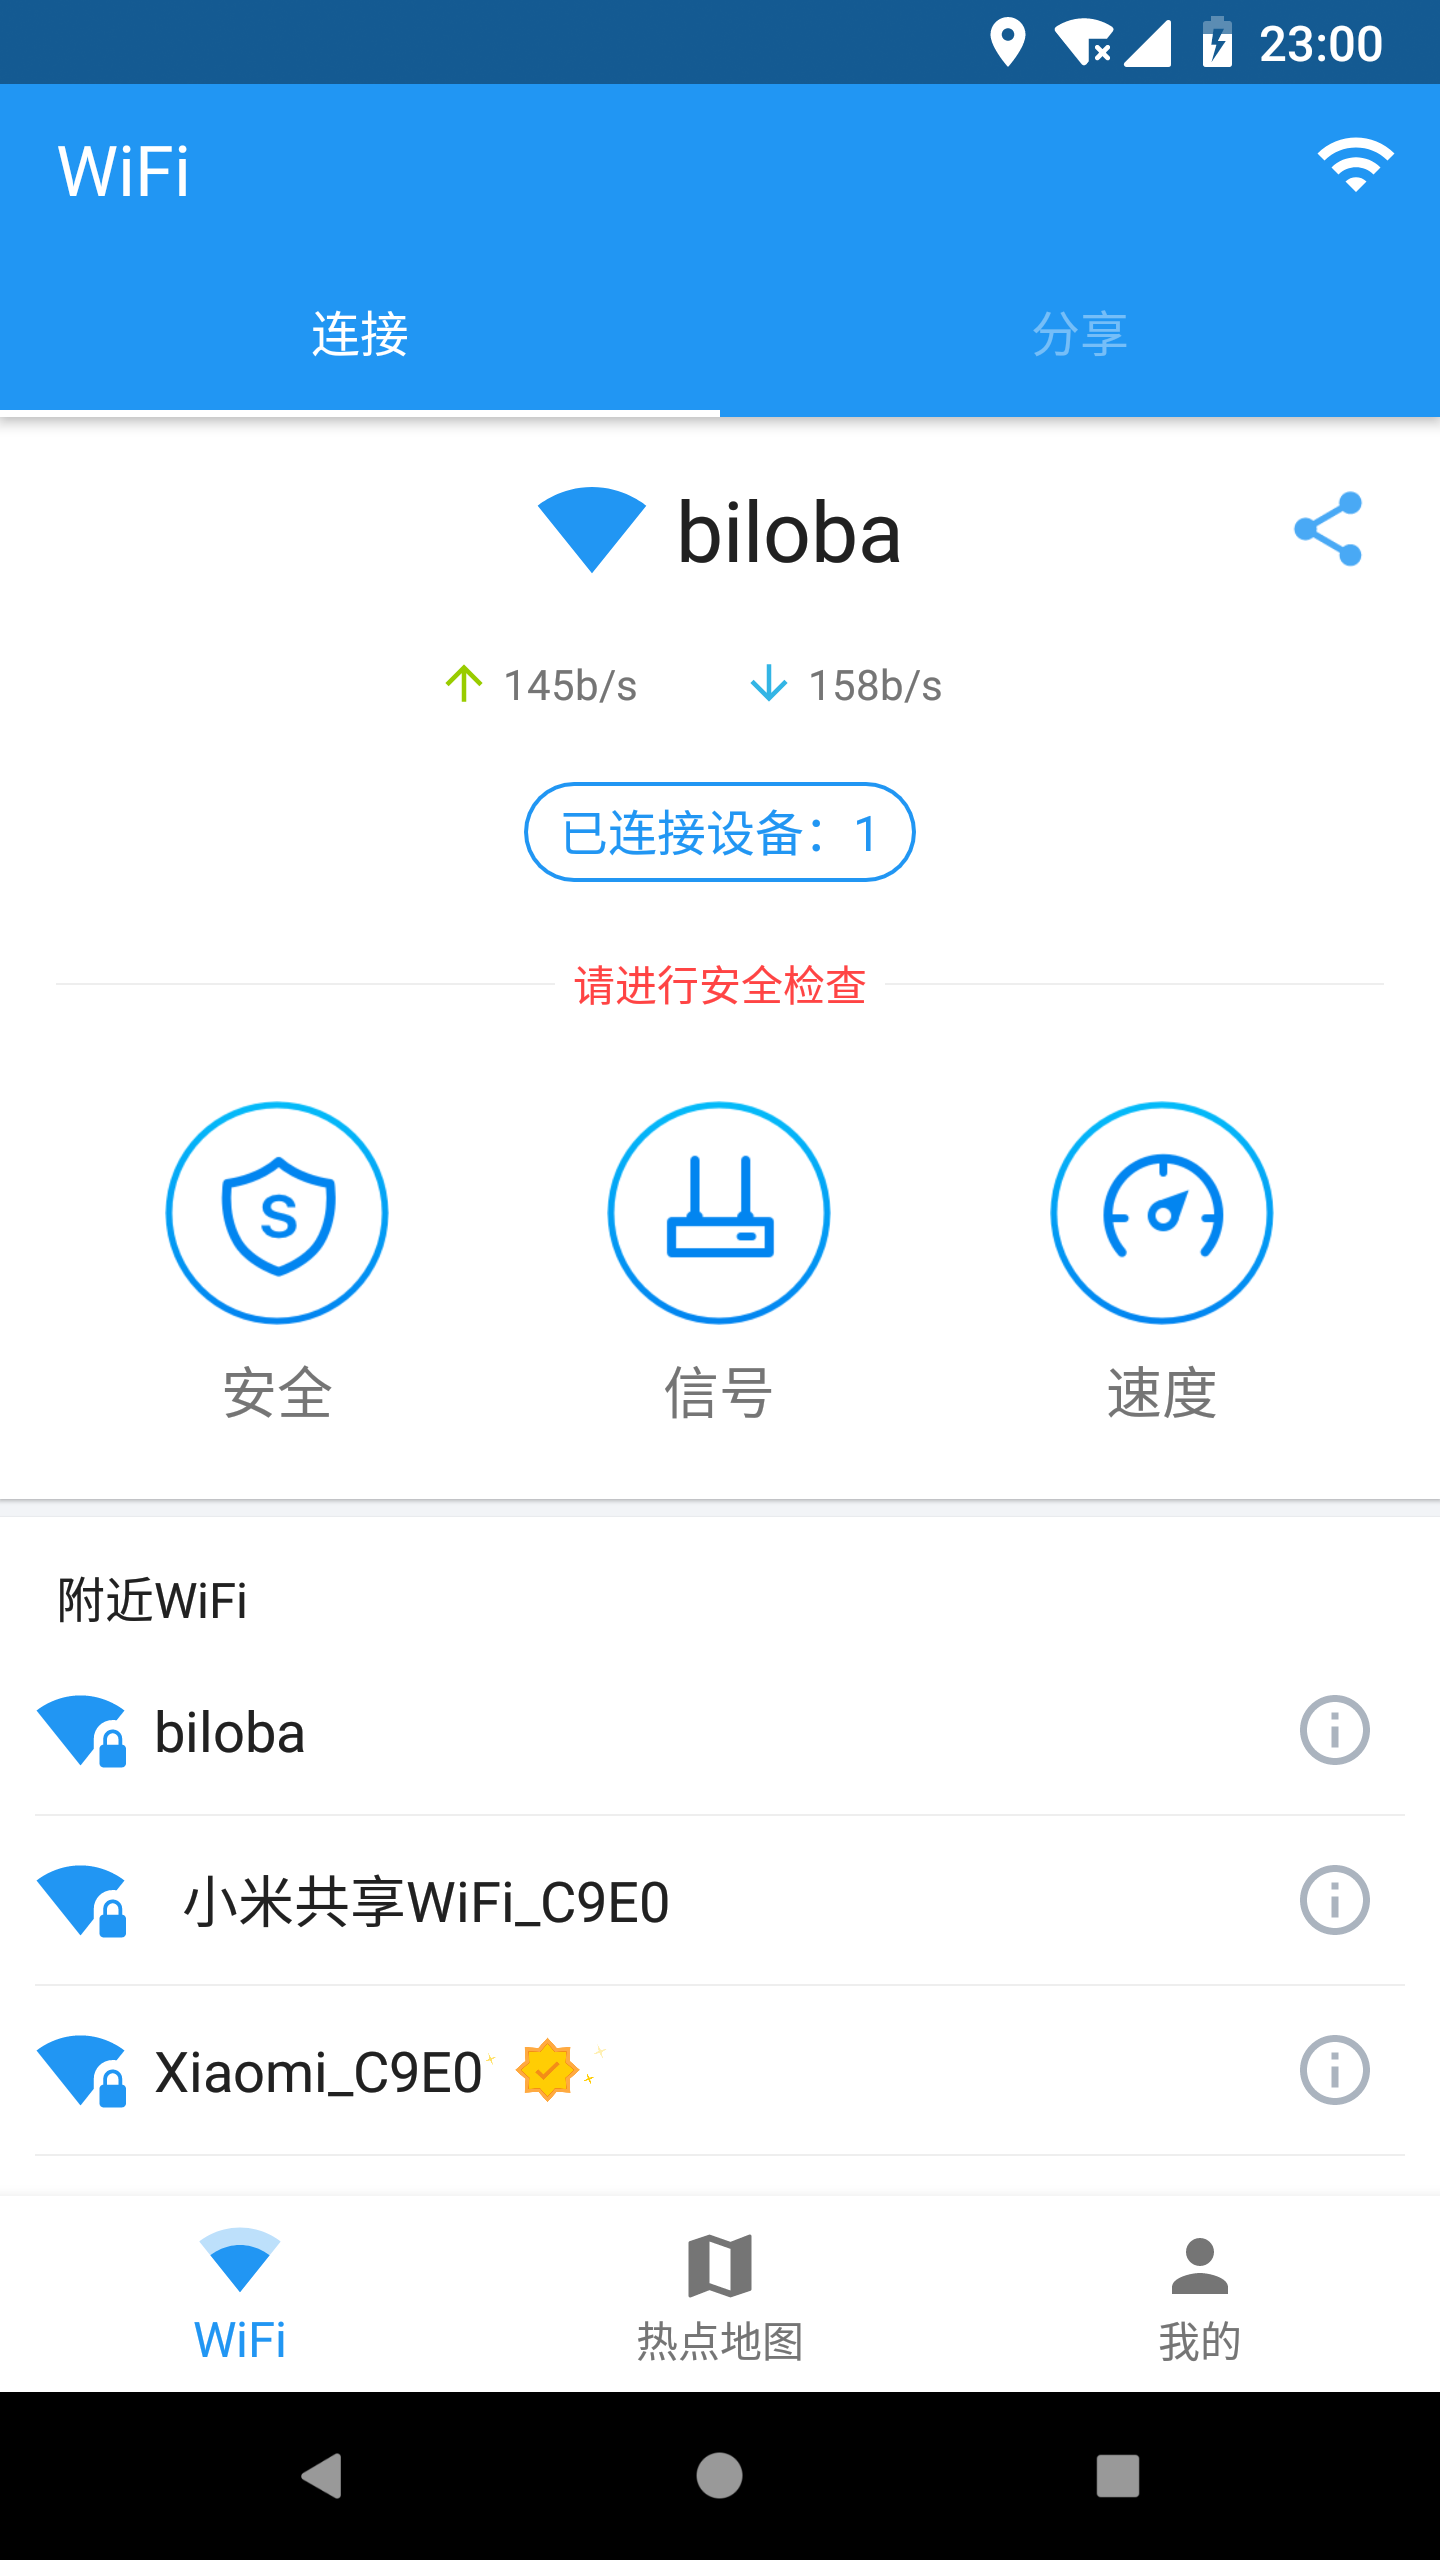 23:00
WiFi
连接
分享
biloba
145b/s
158b/s
已连接设备：1
请进行安全检查
S
安全
信号
速度
附近WiFi
biloba
小米共享WiFi_C9E0
Xiaomi_C9E0
WiFi
热点地图
我的